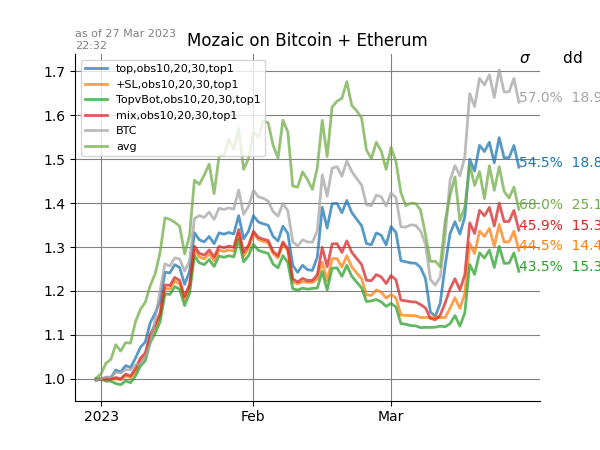 as of 27 Mar 2023
22:32
Mozaic on Bitcoin + Etherum
σ dd
top,obs10,20,30,top1
+SL,obs10,20,30,top1
TopvBot,obs10,20,30,top1
mix,obs10,20,30,top1
BTC
avg
1.7
1.6
1.5
1.4
1.3
1.2
1.1
1.0
57.0% 18.9
54.5% 18.8
68.0% 25.1
45.9% 15.3
44.5% 14.4
43.5% 15.3
2023 Feb Mar